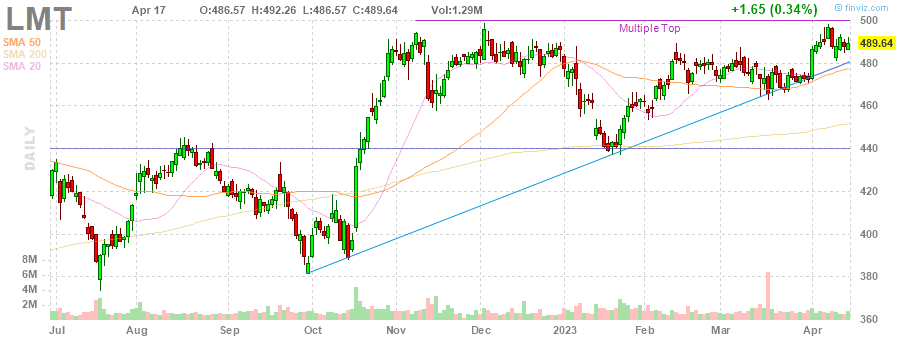 LMT
Apr 17 O:486.57 H:492.26 L:486.57 C:489.64 Vol:1.29M +1.65 (0.34%)
© finviz.com
SMA 50
SMA 200
SMA 20
Multiple Top
DAILY
500
489.64
480
460
440
420
400
380
360
8M
6M
4M
2M
Jul Aug Sep Oct Nov Dec 2023 Feb Mar Apr